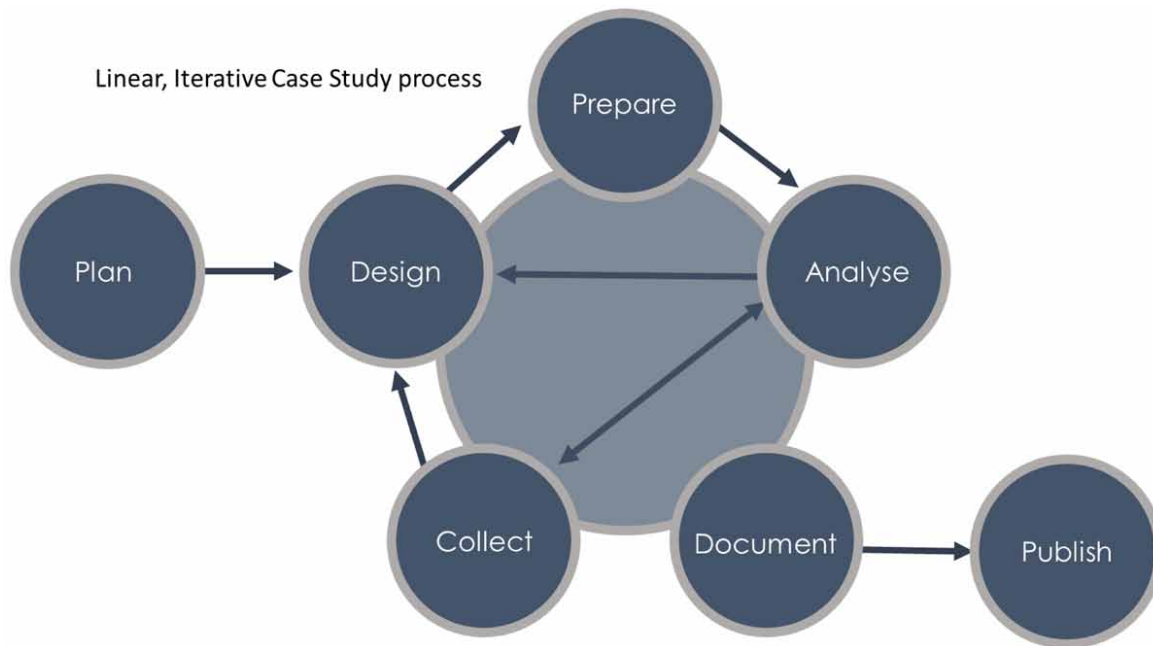 Linear, Iterative Case Study process
Prepare
Plan
Design
Analyse
Collect
Document
Publish